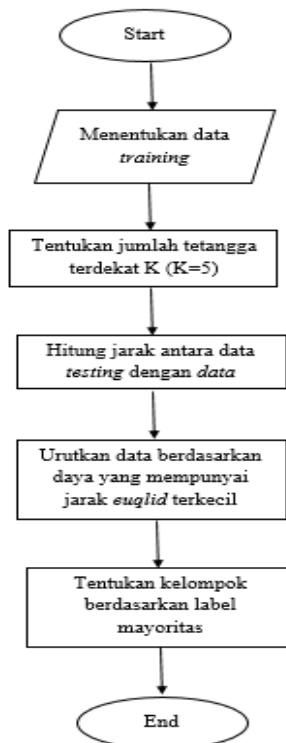 Start
Menentukan data
training
Tentukan jumlah tetangga
terdekat K (K=5)
Hitung jarak antara data
testing dengan data
Urutkan data berdasarkan
daya yang mempunyai
jarak euqlid terkecil
Tentukan kelompok
berdasarkan label
mayoritas
End